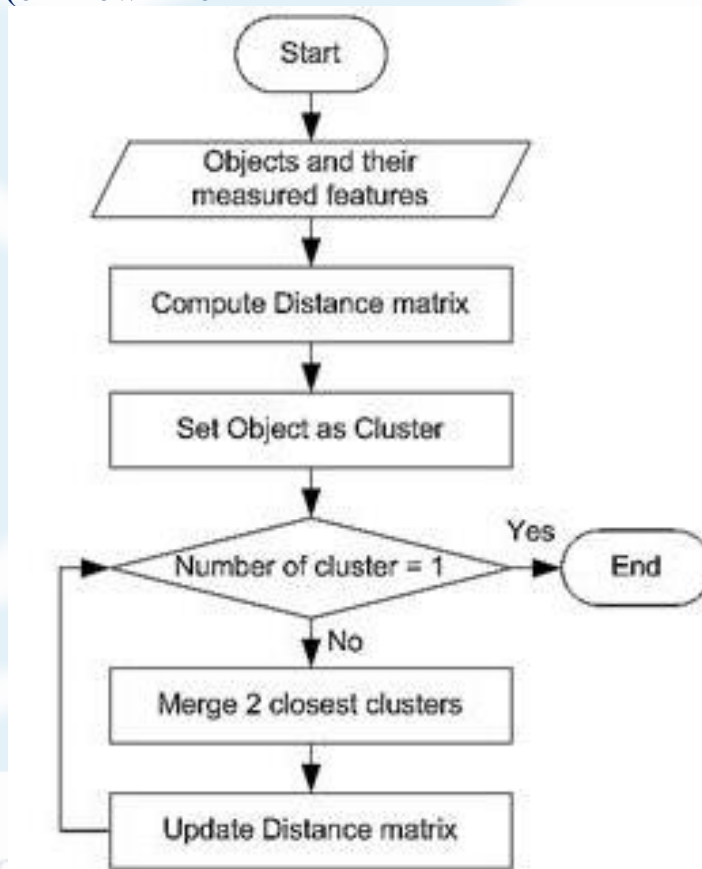 Start
Objects and their
measured features
Compute Distance matrix
Set Object as Cluster
Number of cluster = 1
Yes
End
No
Merge 2 closest clusters
Update Distance matrix